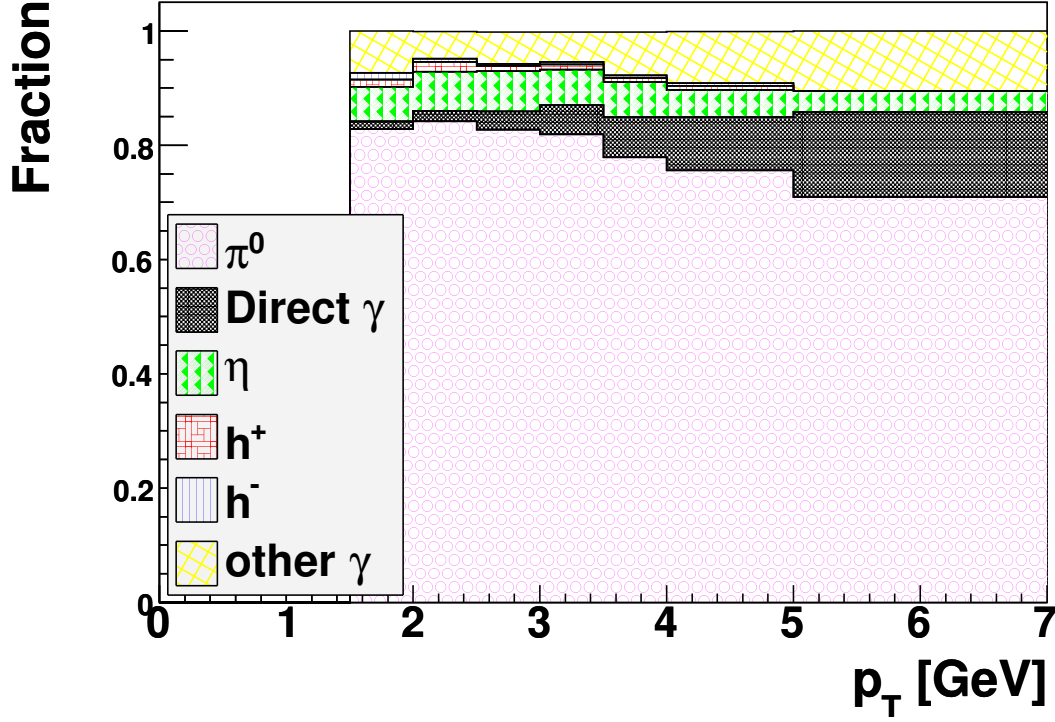 Fraction
1
0.8
0.6
0.4
0.2
0
π⁰
Direct γ
η
h⁺
h⁻
other γ
0 1 2 3 4 5 6 7
p_T [GeV]